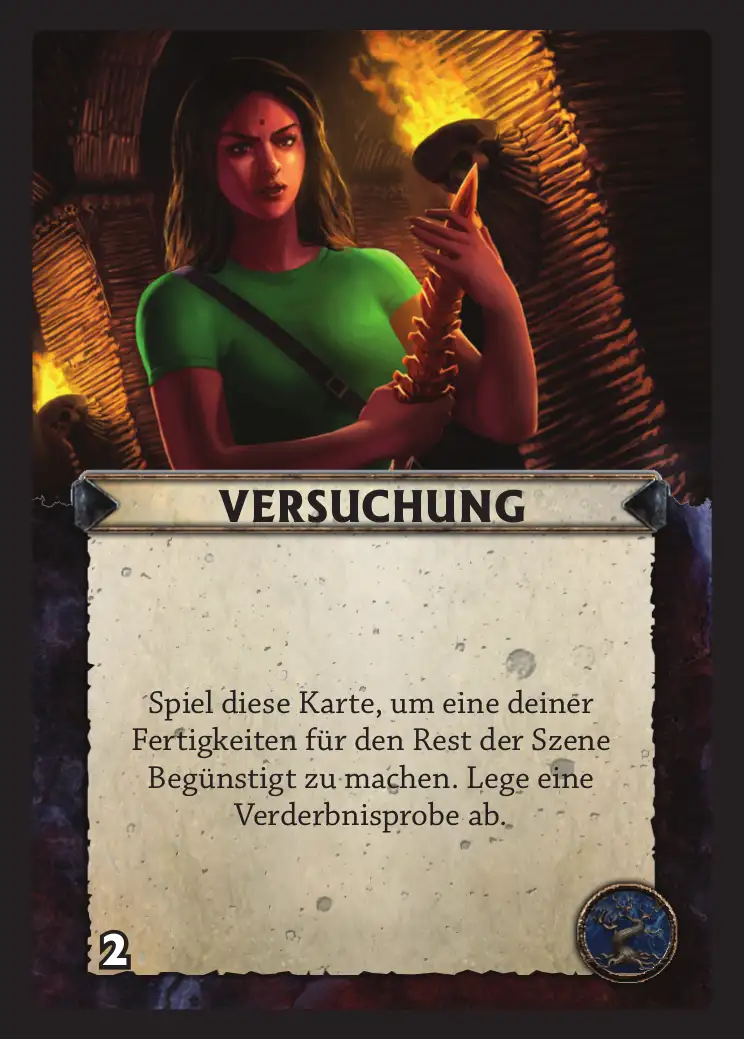 VERSUCHUNG
Spiel diese Karte, um eine deiner
Fertigkeiten für den Rest der Szene
Begünstigt zu machen. Lege eine
Verderbnisprobe ab.
2